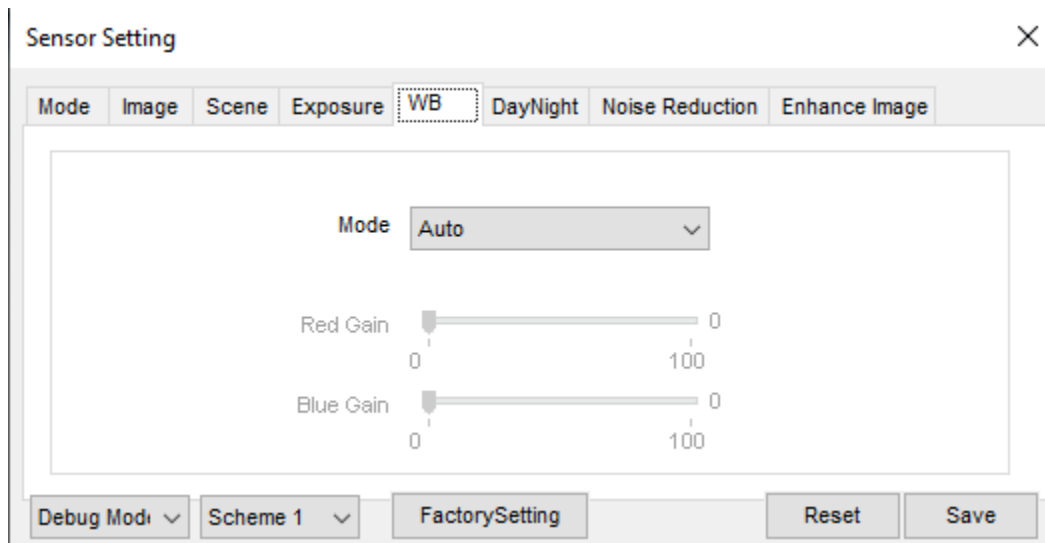 Sensor Setting
Mode Image Scene Exposure WB DayNight Noise Reduction Enhance Image
Mode Auto
Red Gain 0
0 100
Blue Gain 0
0 100
Debug Mod Scheme 1 FactorySetting Reset Save